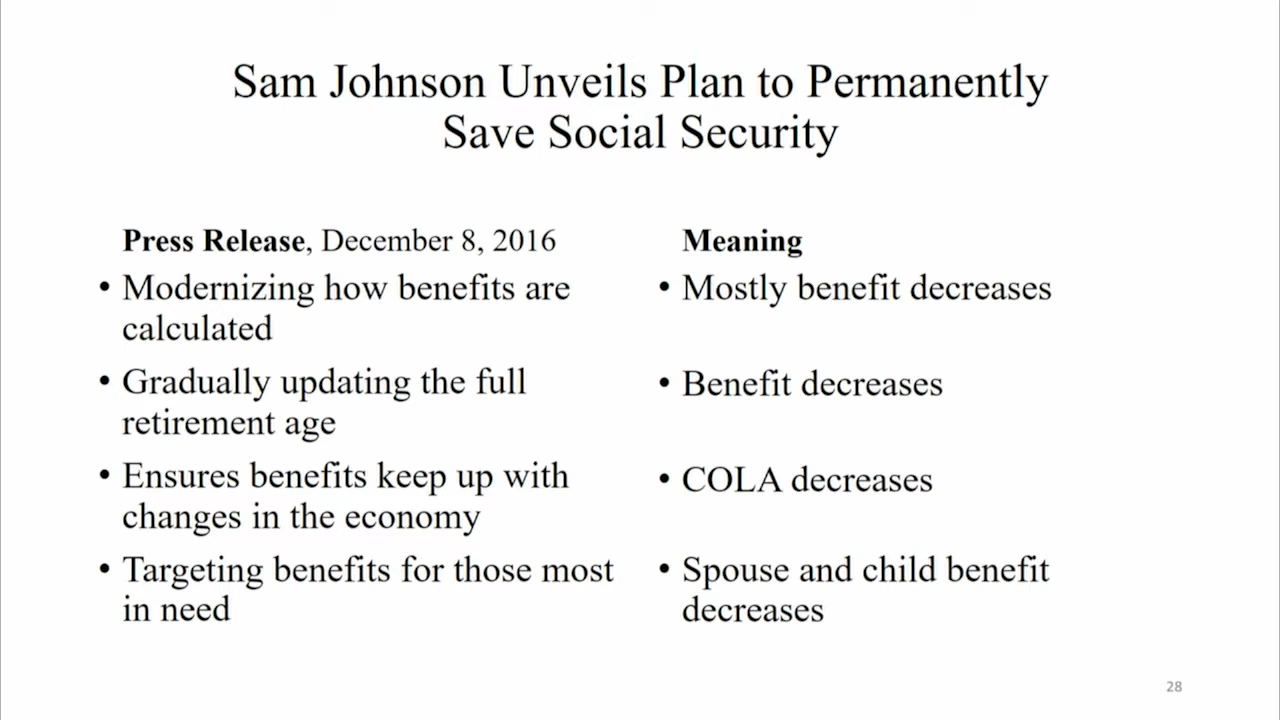 Sam Johnson Unveils Plan to Permanently
Save Social Security
Press Release, December 8, 2016
• Modernizing how benefits are
calculated
• Gradually updating the full
retirement age
• Ensures benefits keep up with
changes in the economy
• Targeting benefits for those most
in need
Meaning
• Mostly benefit decreases
• Benefit decreases
• COLA decreases
• Spouse and child benefit
decreases
28